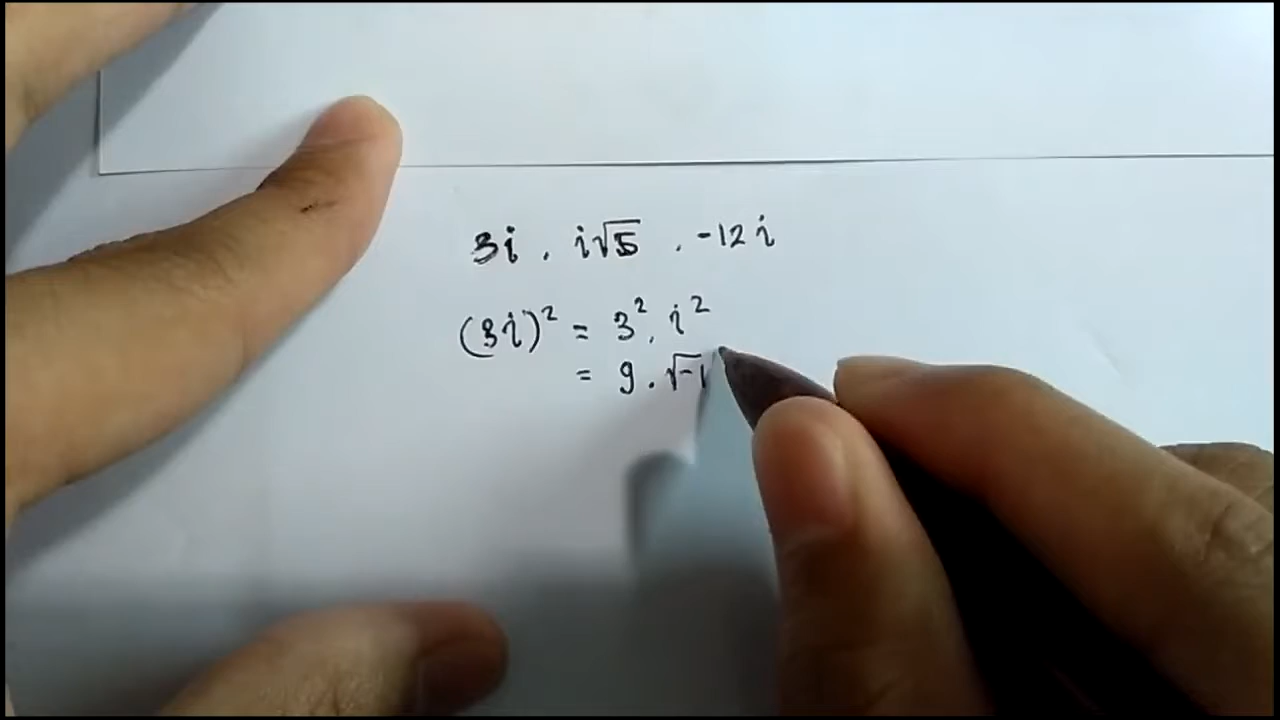 3i . i√5 . -12i
(3i)² = 3² . i²
= 9 . √-1